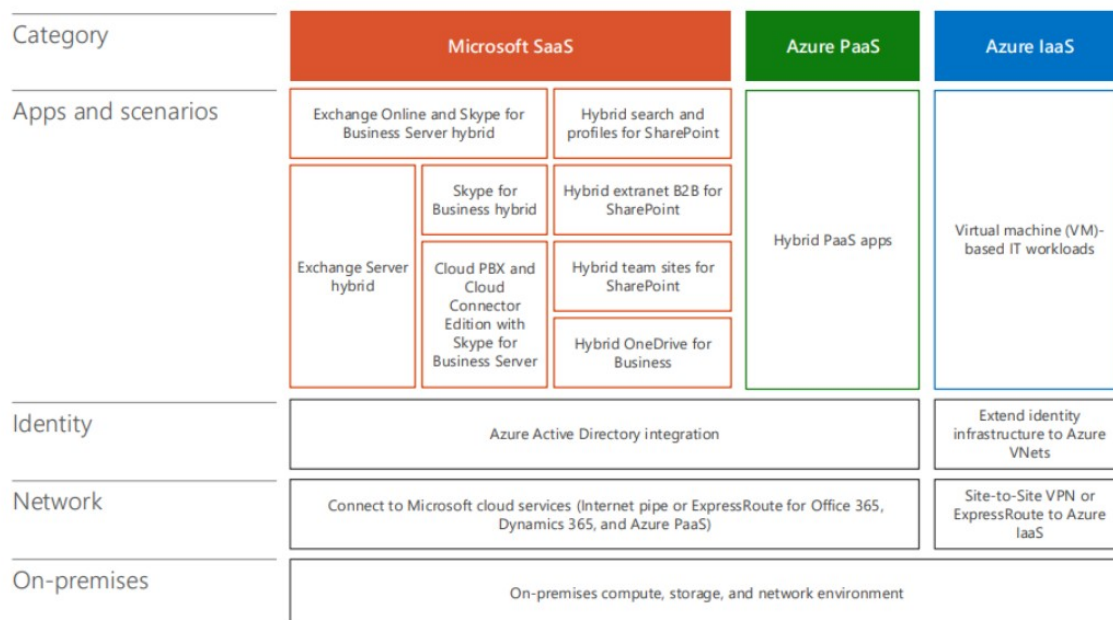 Category
Microsoft SaaS
Azure PaaS
Azure IaaS
Apps and scenarios
Exchange Online and Skype for
Business Server hybrid
Hybrid search and
profiles for SharePoint
Exchange Server
hybrid
Skype for
Business hybrid
Hybrid extranet B2B for
SharePoint
Cloud PBX and
Cloud
Connector
Edition with
Skype for
Business Server
Hybrid team sites for
SharePoint
Hybrid OneDrive for
Business
Hybrid PaaS apps
Virtual machine (VM)-
based IT workloads
Identity
Azure Active Directory integration
Extend identity
infrastructure to Azure
VNets
Network
Connect to Microsoft cloud services (Internet pipe or ExpressRoute for Office 365,
Dynamics 365, and Azure PaaS)
Site-to-Site VPN or
ExpressRoute to Azure
IaaS
On-premises
On-premises compute, storage, and network environment